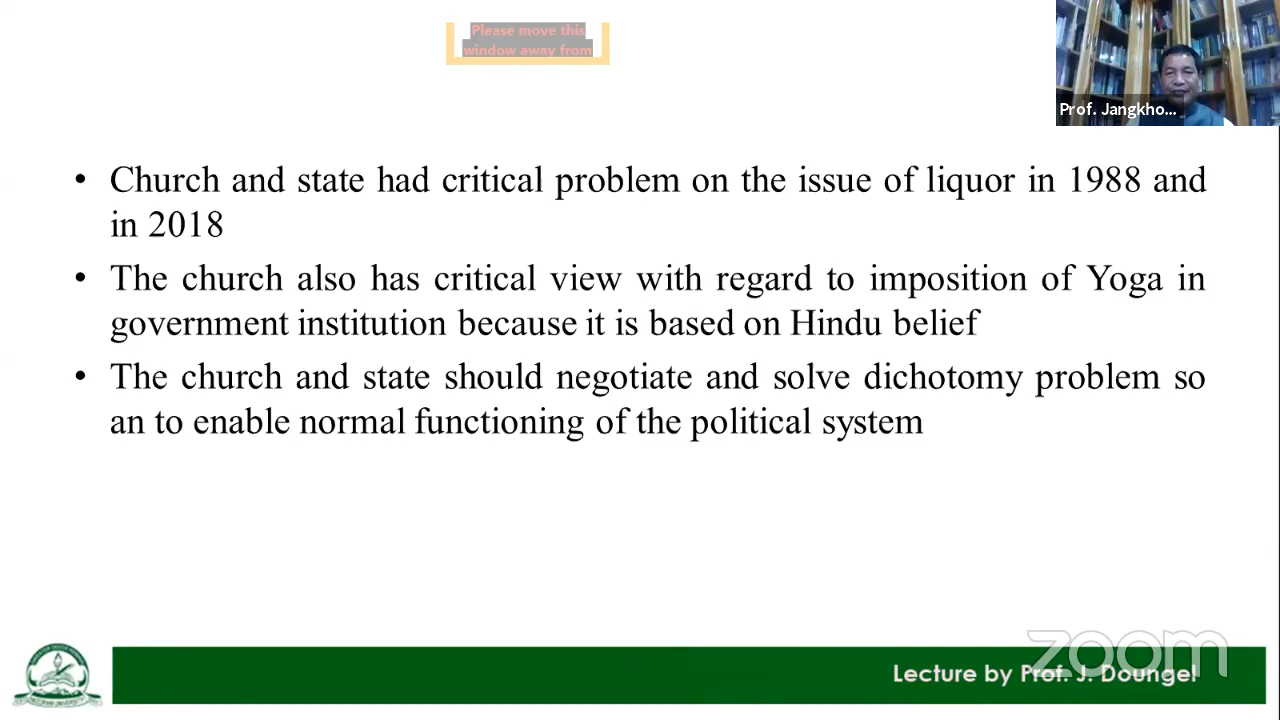 Please move this
window away from
Prof. Jangkho...
• Church and state had critical problem on the issue of liquor in 1988 and
in 2018
• The church also has critical view with regard to imposition of Yoga in
government institution because it is based on Hindu belief
• The church and state should negotiate and solve dichotomy problem so
an to enable normal functioning of the political system
zoom
Lecture by Prof. J. Doungel